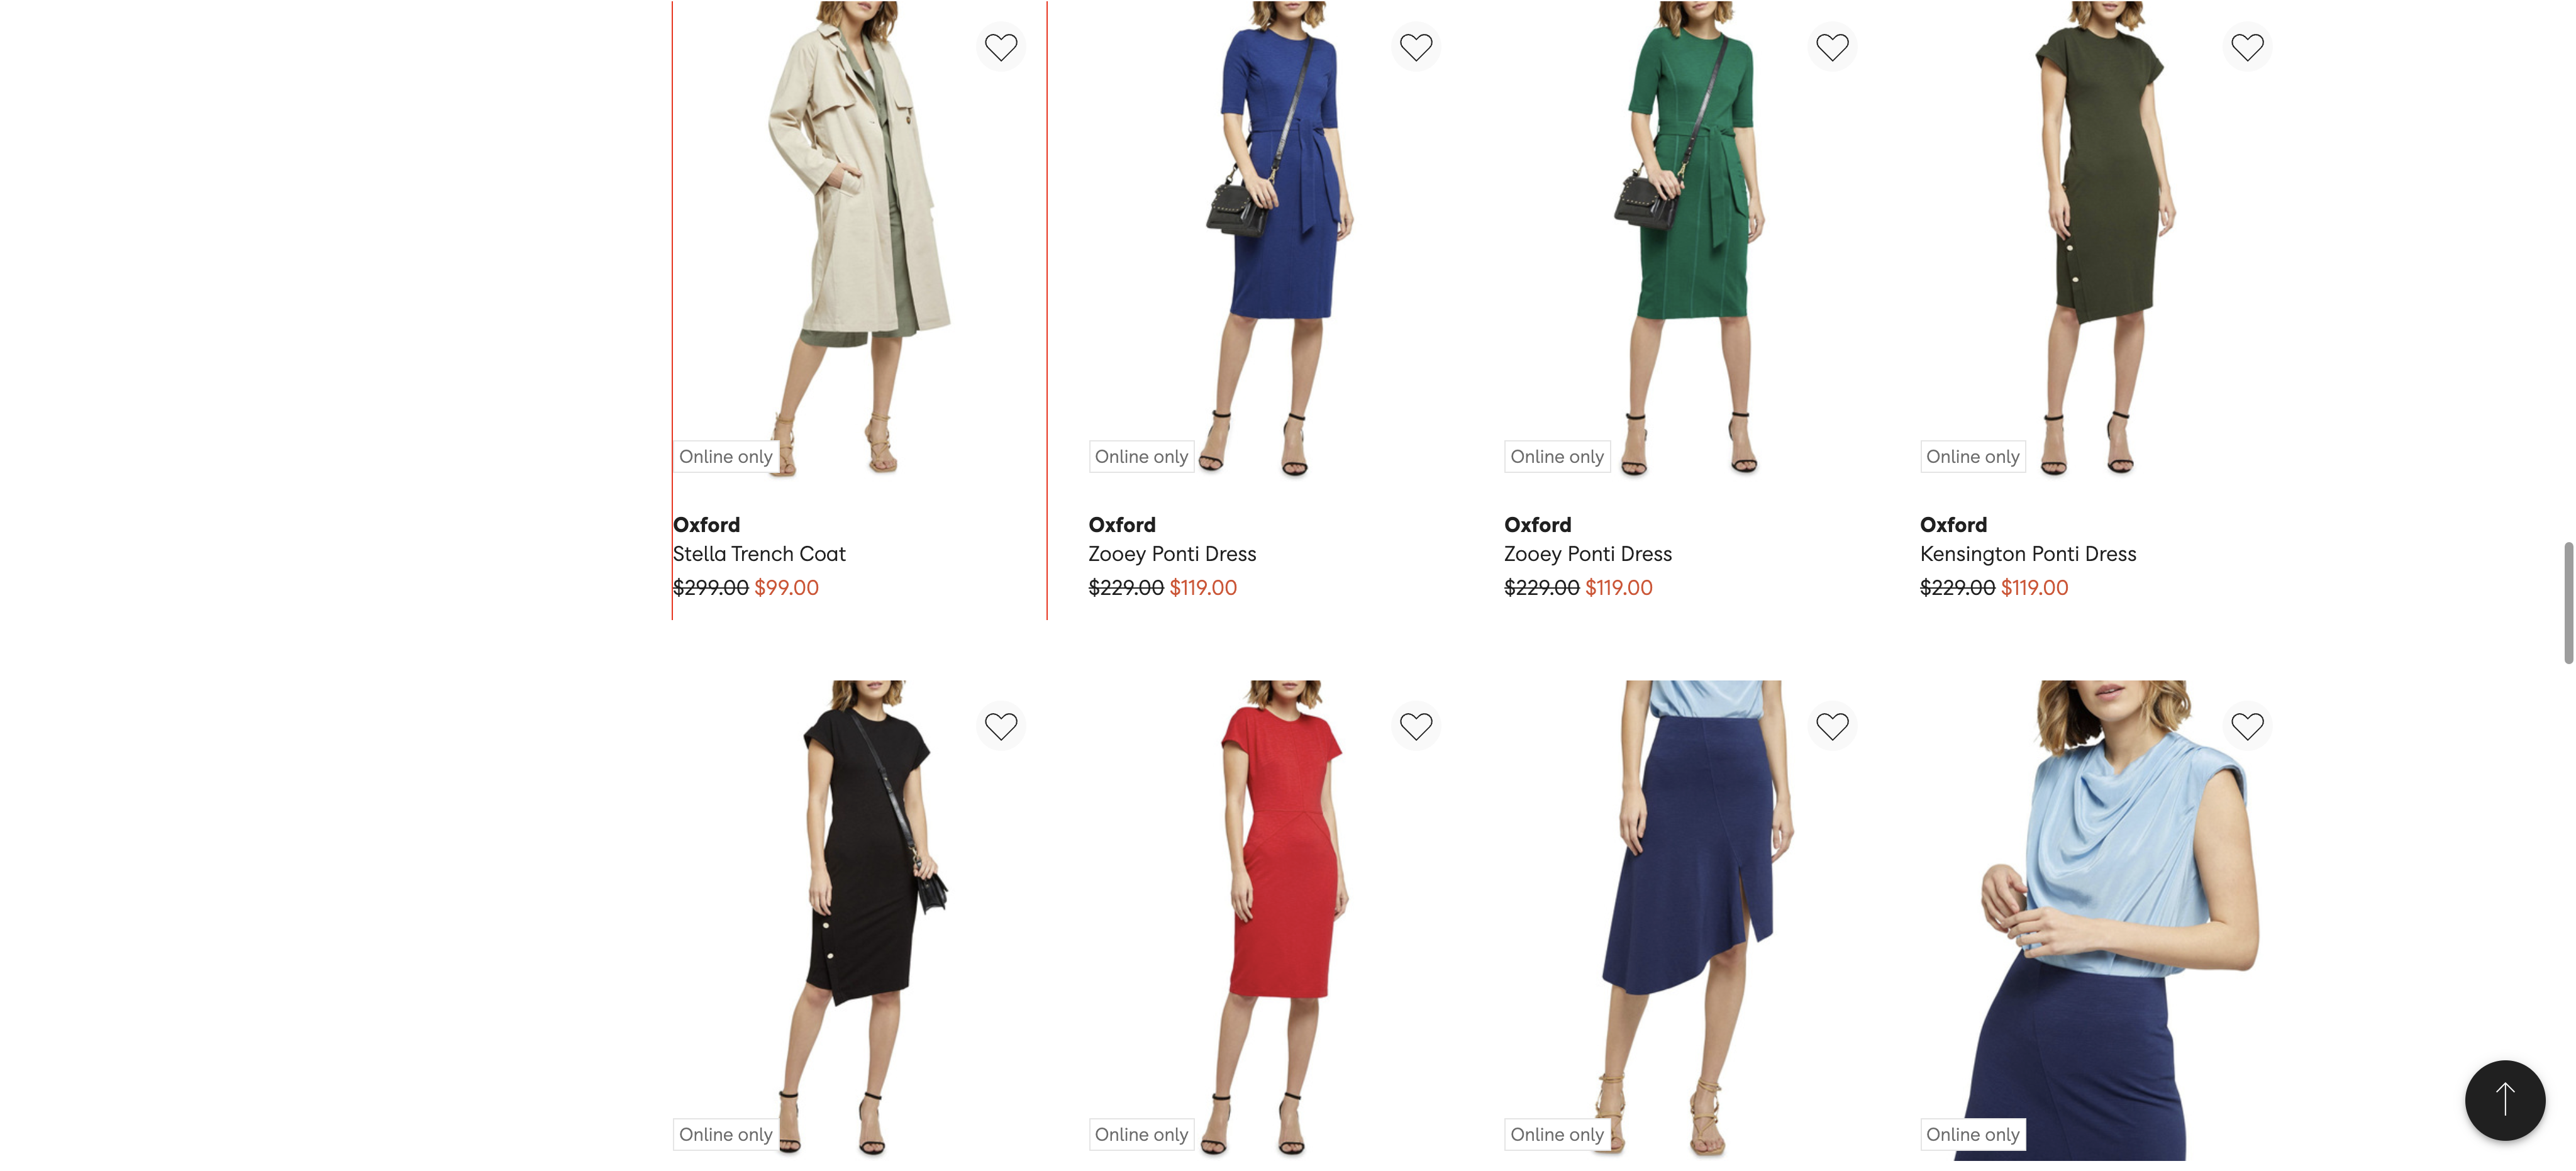 Online only
Online only
Online only
Online only
Oxford
Stella Trench Coat
$299.00 $99.00
Oxford
Zooey Ponti Dress
$229.00 $119.00
Oxford
Zooey Ponti Dress
$229.00 $119.00
Oxford
Kensington Ponti Dress
$229.00 $119.00
Online only
Online only
Online only
Online only